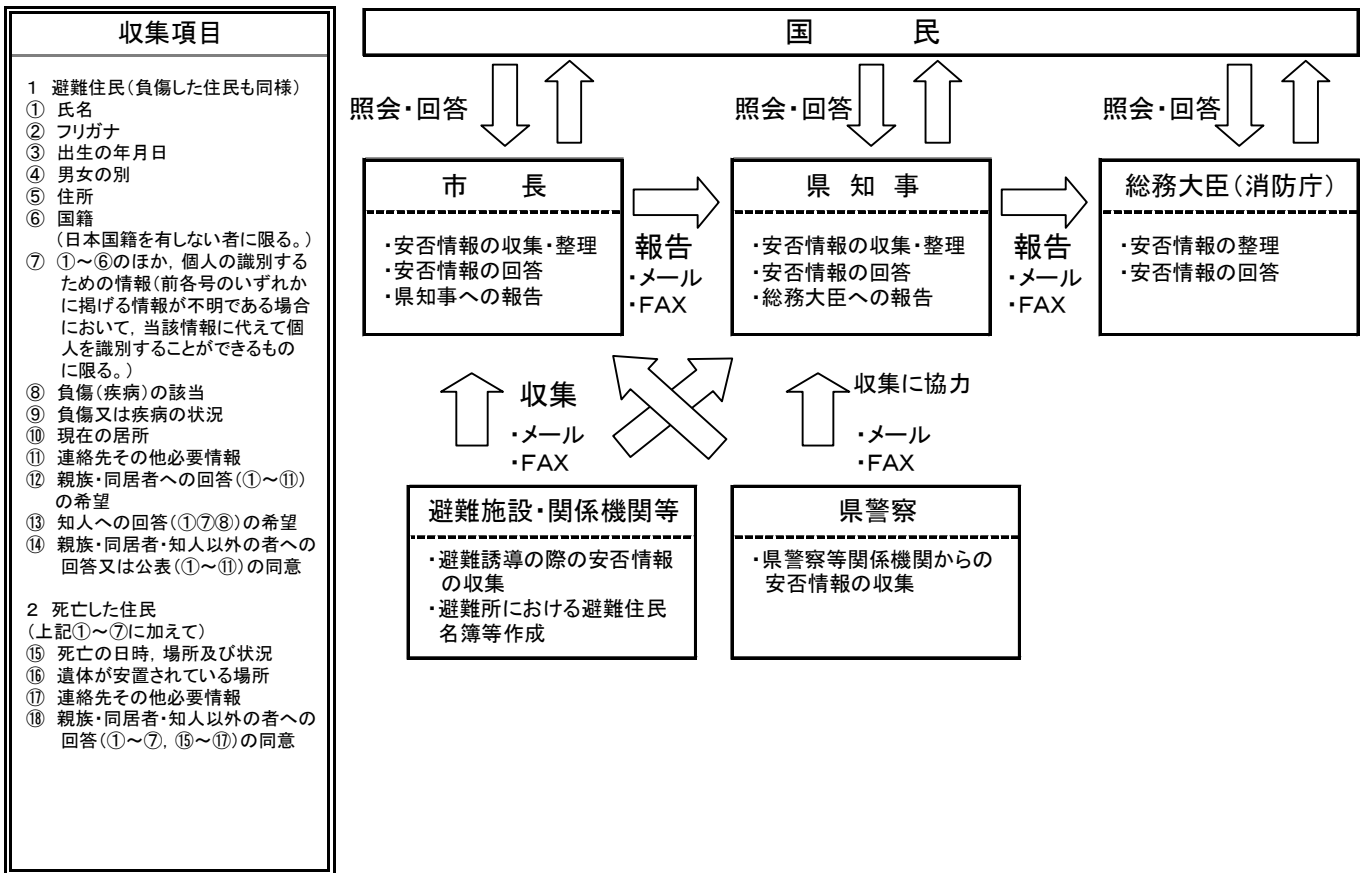 収集項目
1 避難住民(負傷した住民も同様)
① 氏名
② フリガナ
③ 出生の年月日
④ 男女の別
⑤ 住所
⑥ 国籍
(日本国籍を有しない者に限る。)
⑦ ①~⑥のほか,個人の識別する
ための情報(前各号のいずれか
に掲げる情報が不明である場合
において,当該情報に代えて個
人を識別することができるもの
に限る。)
⑧ 負傷(疾病)の該当
⑨ 負傷又は疾病の状況
⑩ 現在の居所
⑪ 連絡先その他必要情報
⑫ 親族・同居者への回答(①~⑪)
の希望
⑬ 知人への回答(①⑦⑧)の希望
⑭ 親族・同居者・知人以外の者への
回答又は公表(①~⑪)の同意
2 死亡した住民
(上記①~⑦に加えて)
⑮ 死亡の日時,場所及び状況
⑯ 遺体が安置されている場所
⑰ 連絡先その他必要情報
⑱ 親族・同居者・知人以外の者への
回答(①~⑦,⑮~⑰)の同意
国 民
照会・回答
照会・回答
照会・回答
市 長
・安否情報の収集・整理
・安否情報の回答
・県知事への報告
報告
・メール
・FAX
県 知 事
・安否情報の収集・整理
・安否情報の回答
・総務大臣への報告
報告
・メール
・FAX
総務大臣(消防庁)
・安否情報の整理
・安否情報の回答
収集
・メール
・FAX
収集に協力
・メール
・FAX
避難施設・関係機関等
・避難誘導の際の安否情報
の収集
・避難所における避難住民
名簿等作成
県警察
・県警察等関係機関からの
安否情報の収集